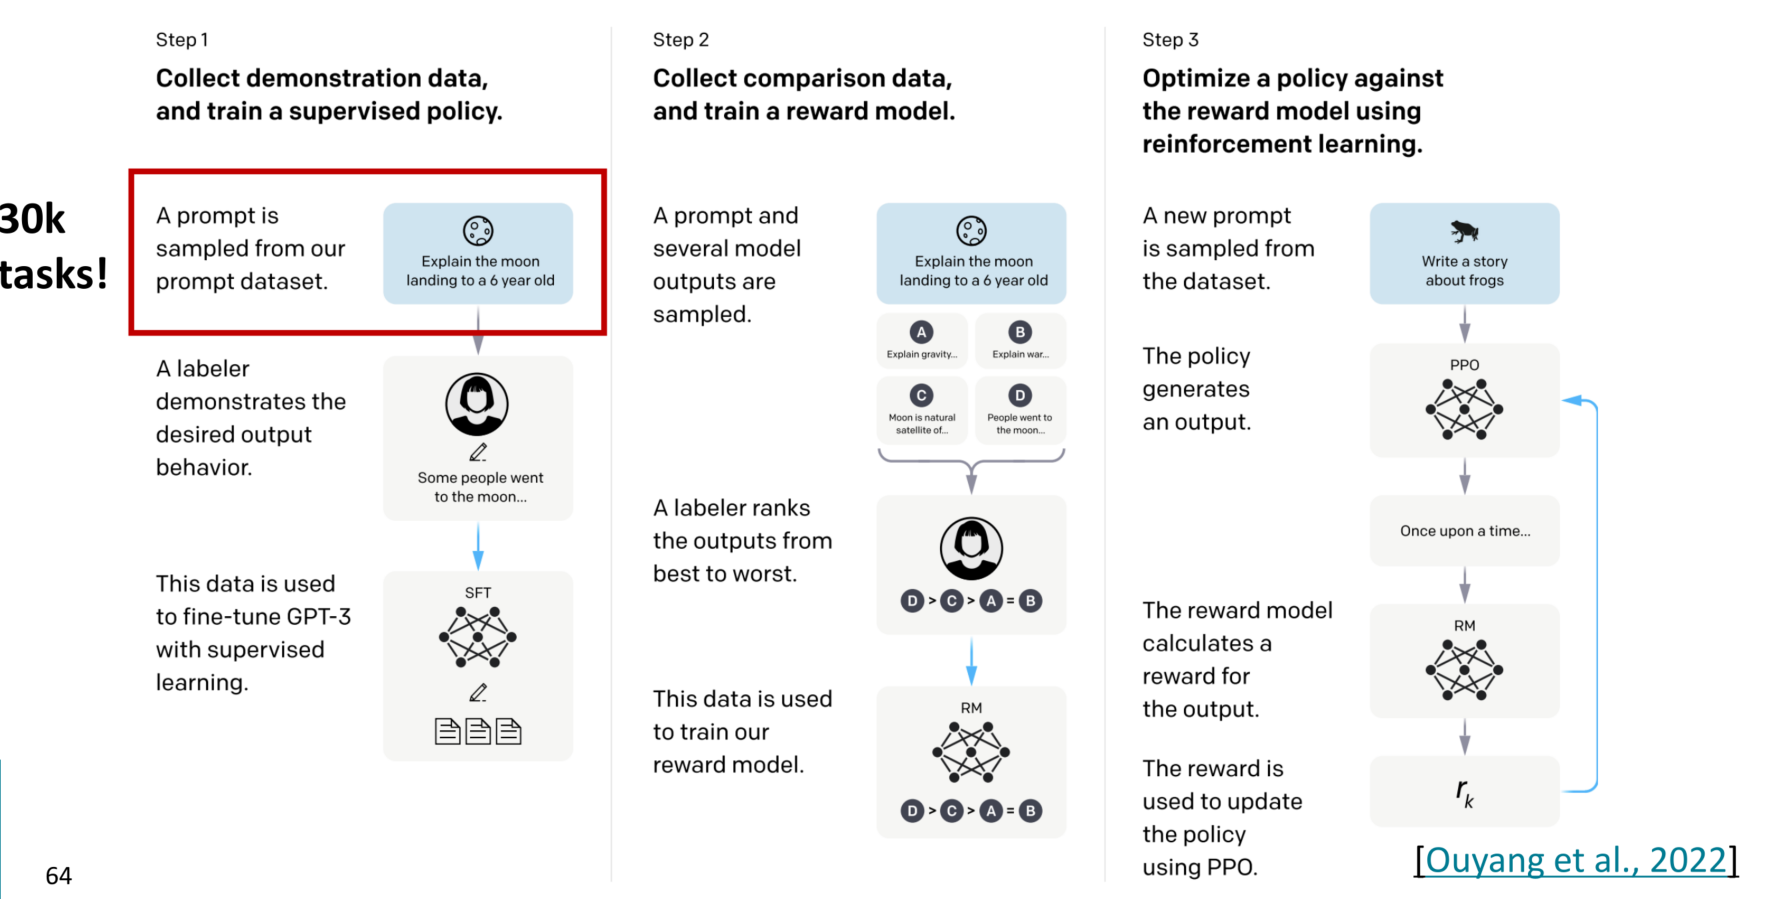 30k
tasks!
Step 1
Collect demonstration data,
and train a supervised policy.
A prompt is
sampled from our
prompt dataset.
Explain the moon
landing to a 6 year old
A labeler
demonstrates the
desired output
behavior.
Some people went
to the moon...
This data is used
to fine-tune GPT-3
with supervised
learning.
SFT
Step 2
Collect comparison data,
and train a reward model.
A prompt and
several model
outputs are
sampled.
Explain the moon
landing to a 6 year old
A
Explain gravity...
B
Explain war...
C
Moon is natural
satellite of...
D
People went to
the moon...
A labeler ranks
the outputs from
best to worst.
D > C > A = B
This data is used
to train our
reward model.
RM
D > C > A = B
Step 3
Optimize a policy against
the reward model using
reinforcement learning.
A new prompt
is sampled from
the dataset.
Write a story
about frogs
The policy
generates
an output.
PPO
Once upon a time...
The reward model
calculates a
reward for
the output.
RM
The reward is
used to update
the policy
using PPO.
r_k
[Ouyang et al., 2022]
64